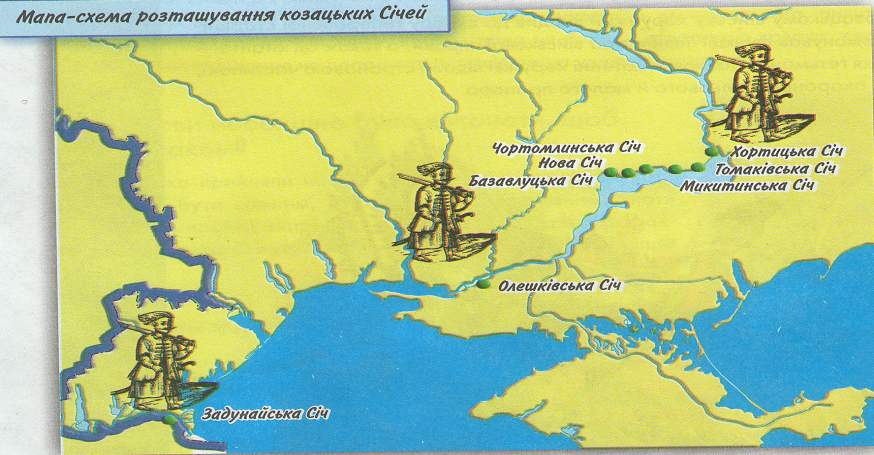 Мапа-схема розташування козацьких Січей
Чортомлинська Січ
Нова Січ
Базавлуцька Січ
Хортицька Січ
Томаківська Січ
Микитинська Січ
Олешківська Січ
Задунайська Січ